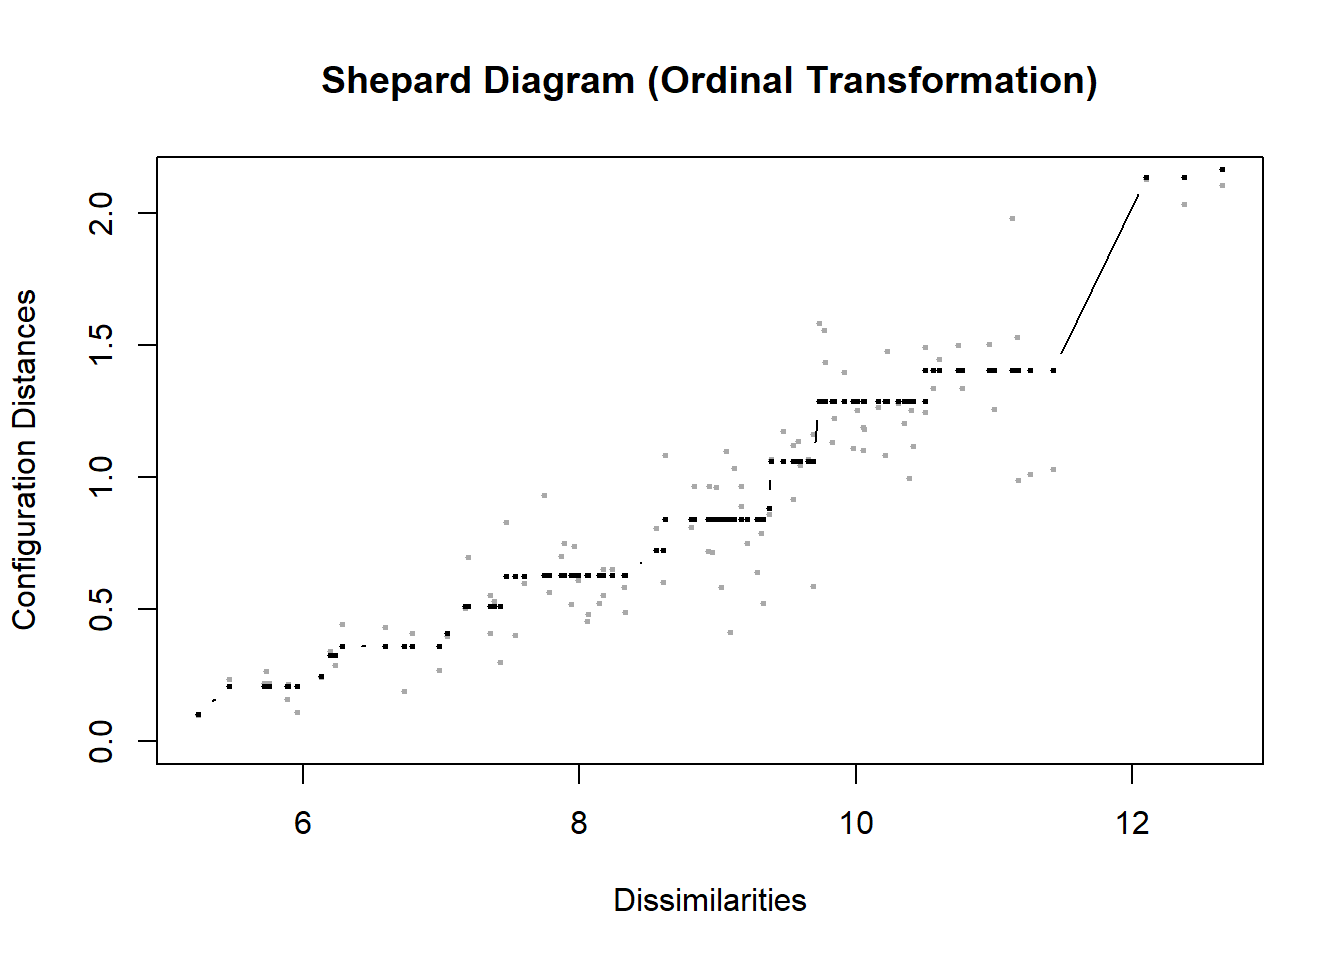 Shepard Diagram (Ordinal Transformation)
Configuration Distances
2.0
1.5
1.0
0.5
0.0
6 8 10 12
Dissimilarities